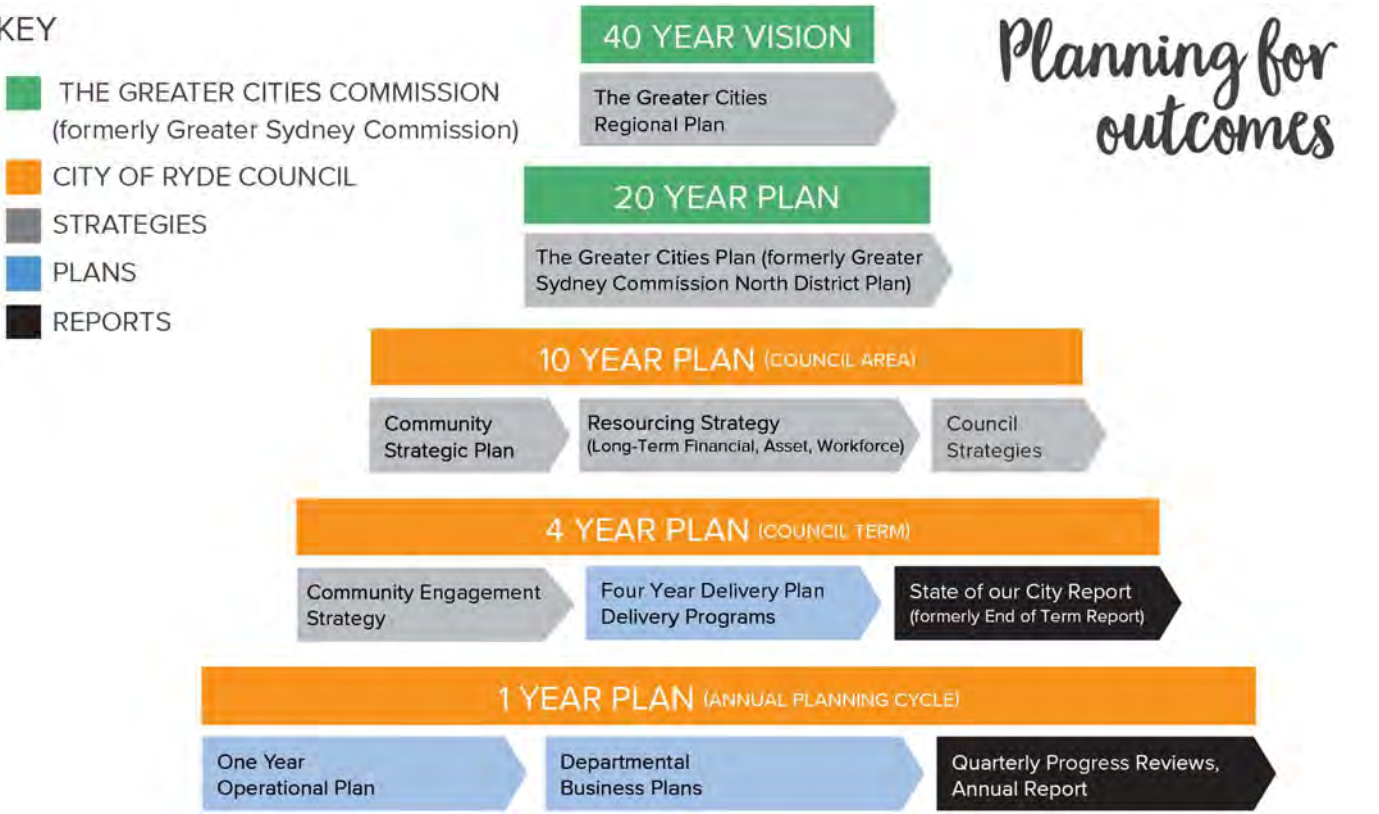 KEY
THE GREATER CITIES COMMISSION
(formerly Greater Sydney Commission)
CITY OF RYDE COUNCIL
STRATEGIES
PLANS
REPORTS
Planning for
outcomes
40 YEAR VISION
The Greater Cities
Regional Plan
20 YEAR PLAN
The Greater Cities Plan (formerly Greater
Sydney Commission North District Plan)
10 YEAR PLAN (COUNCIL AREA)
Community
Strategic Plan
Resourcing Strategy
(Long-Term Financial, Asset, Workforce)
Council
Strategies
4 YEAR PLAN (COUNCIL TERM)
Community Engagement
Strategy
Four Year Delivery Plan
Delivery Programs
State of our City Report
(formerly End of Term Report)
1 YEAR PLAN (ANNUAL PLANNING CYCLE)
One Year
Operational Plan
Departmental
Business Plans
Quarterly Progress Reviews,
Annual Report